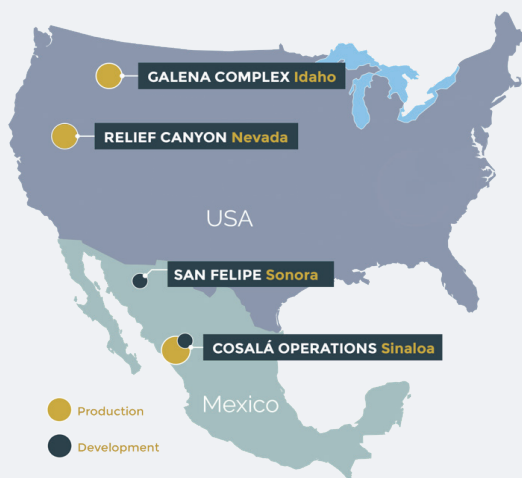 GALENA COMPLEX Idaho
RELIEF CANYON Nevada
USA
SAN FELIPE Sonora
COSALÁ OPERATIONS Sinaloa
Mexico
Production
Development